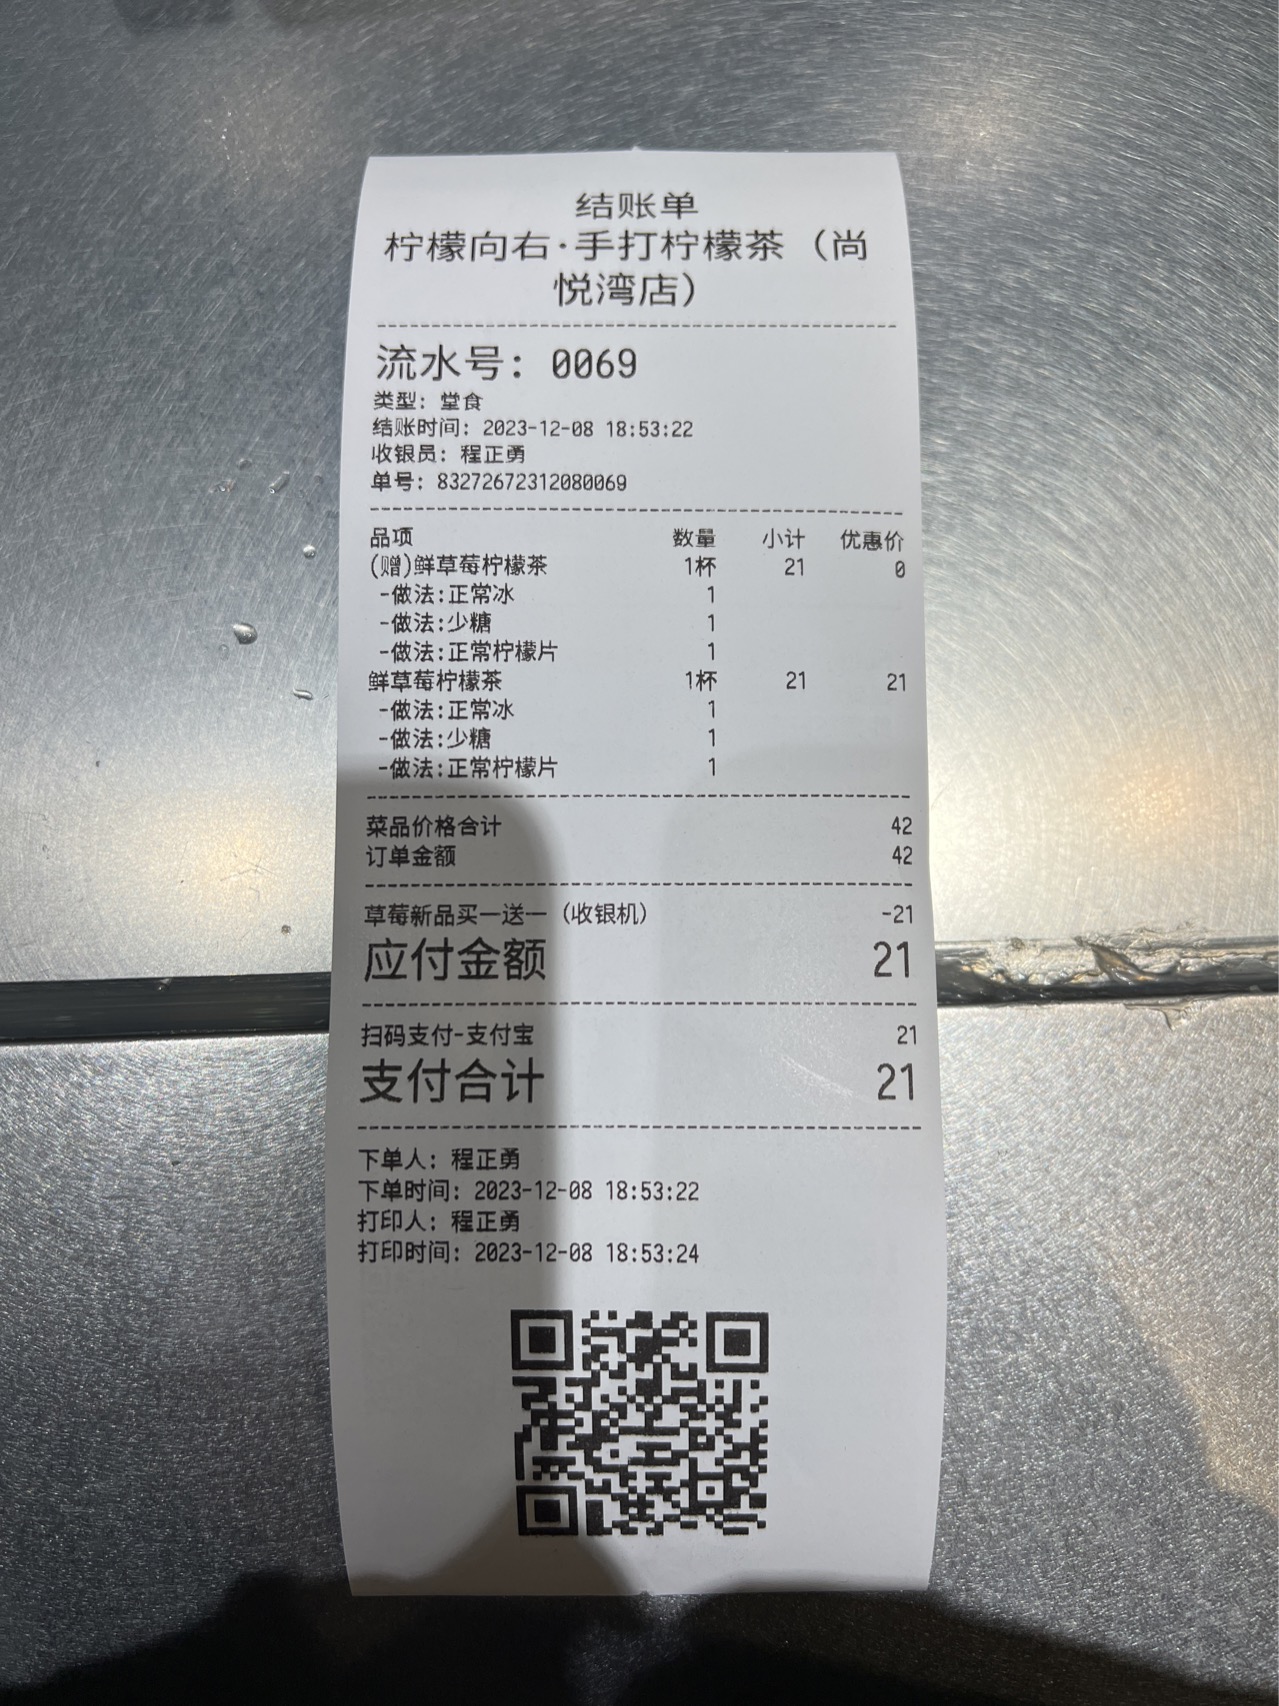 结账单
柠檬向右·手打柠檬茶（尚
悦湾店）
流水号：0069
类型：堂食
结账时间：2023-12-08 18:53:22
收银员：程正勇
单号：83272672312080069
品项 数量 小计 优惠价
(赠)鲜草莓柠檬茶 1杯 21 0
-做法:正常冰 1
-做法:少糖 1
-做法:正常柠檬片 1
鲜草莓柠檬茶 1杯 21 21
-做法:正常冰 1
-做法:少糖 1
-做法:正常柠檬片 1
菜品价格合计 42
订单金额 42
草莓新品买一送一（收银机） -21
应付金额 21
扫码支付-支付宝 21
支付合计 21
下单人：程正勇
下单时间：2023-12-08 18:53:22
打印人：程正勇
打印时间：2023-12-08 18:53:24